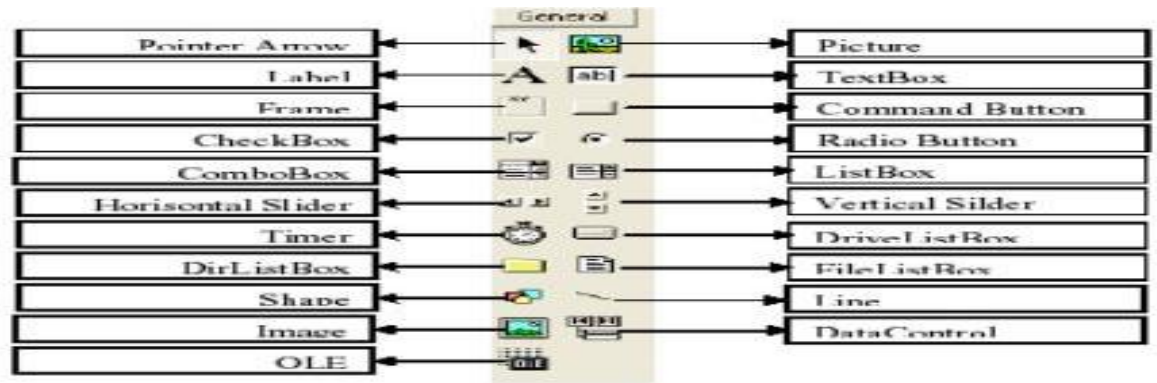 General
Pointer Arrow
Picture
Label
ab
TextBox
Frame
Command Button
CheckBox
Radio Button
ComboBox
ListBox
Horisontal Slider
Vertical Silder
Timer
DriveListBox
DirListBox
FileListBox
Shape
Line
Image
DataControl
OLE